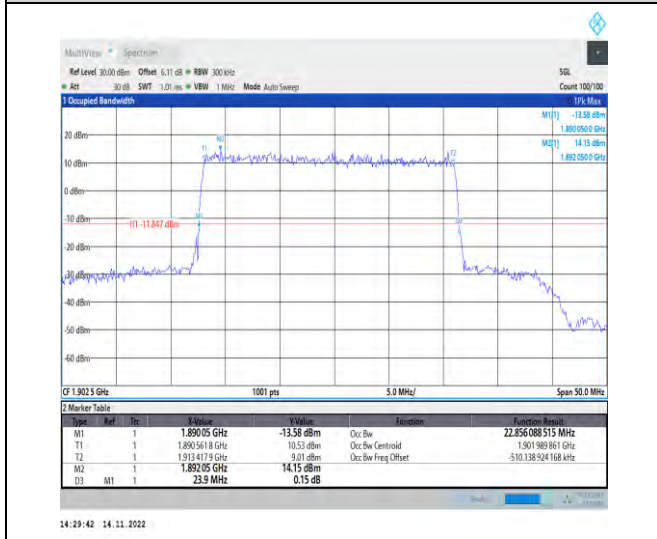 MultiView Spectrum
Ref Level 30.00 dBm Offset 6.11 dB RBW 300 kHz SGL
Att 30 dB SWT 1.01 ms VBW 1 MHz Mode Auto Sweep Count 100/100
1 Occupied Bandwidth 1Pk Max
M1[1] -13.58 dBm
1.890 050 0 GHz
M2[1] 14.15 dBm
1.892 050 0 GHz
20 dBm
M2
T1 T2
10 dBm
0 dBm
-10 dBm
M1
H1 -11.847 dBm
-30 dBm
-40 dBm
-50 dBm
-60 dBm
CF 1.902 5 GHz 1001 pts 5.0 MHz/ Span 50.0 MHz
2 Marker Table
Type Ref Trc X-Value Y-Value Function Function Result
M1 1 1.890 05 GHz -13.58 dBm Occ Bw 22.856 088 515 MHz
T1 1 1.890 561 8 GHz 10.53 dBm Occ Bw Centroid 1.901 989 861 GHz
T2 1 1.913 417 9 GHz 9.01 dBm Occ Bw Freq Offset -510.138 924 168 kHz
M2 1 1.892 05 GHz 14.15 dBm
D3 M1 1 23.9 MHz 0.15 dB
14:29:42 14.11.2022